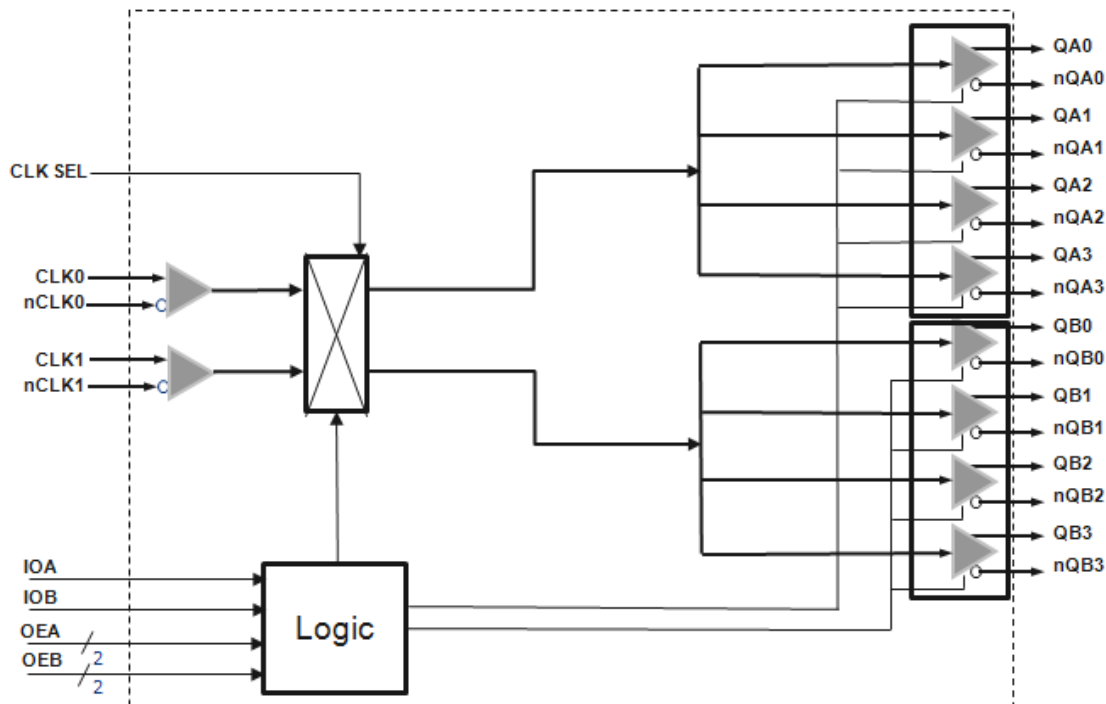 QA0
nQA0
QA1
nQA1
QA2
nQA2
QA3
nQA3
QB0
nQB0
QB1
nQB1
QB2
nQB2
QB3
nQB3
CLK SEL
CLK0
nCLK0
CLK1
nCLK1
IOA
IOB
OEA
2
OEB
2
Logic